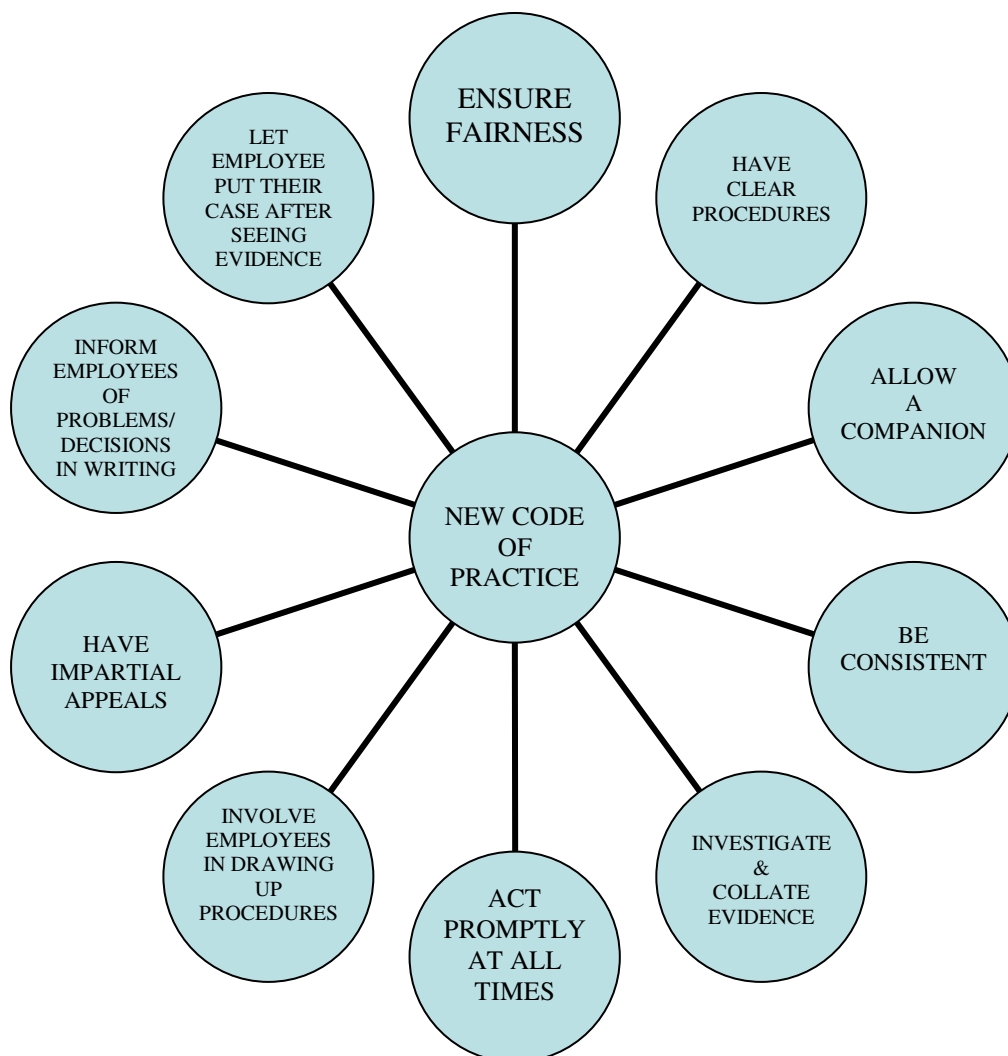 ENSURE
FAIRNESS
HAVE
CLEAR
PROCEDURES
ALLOW
A
COMPANION
BE
CONSISTENT
INVESTIGATE
&
COLLATE
EVIDENCE
ACT
PROMPTLY
AT ALL
TIMES
INVOLVE
EMPLOYEES
IN DRAWING
UP
PROCEDURES
HAVE
IMPARTIAL
APPEALS
INFORM
EMPLOYEES
OF
PROBLEMS/
DECISIONS
IN WRITING
LET
EMPLOYEE
PUT THEIR
CASE AFTER
SEEING
EVIDENCE
NEW CODE
OF
PRACTICE